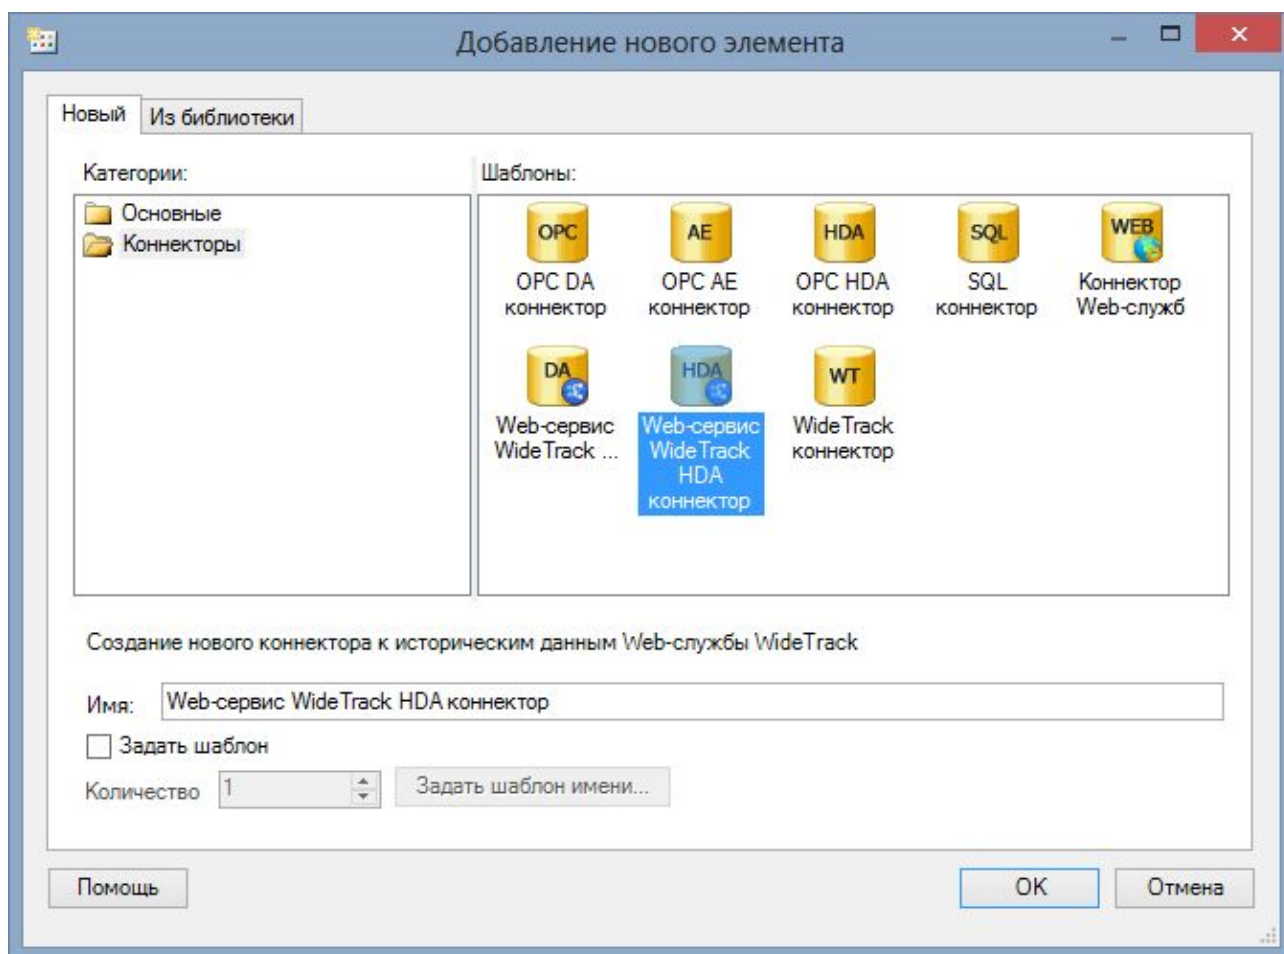 Добавление нового элемента
Новый
Из библиотеки
Категории:
Шаблоны:
Основные
Коннекторы
OPC
OPC DA
коннектор
AE
OPC AE
коннектор
HDA
OPC HDA
коннектор
SQL
SQL
коннектор
WEB
Коннектор
Web-служб
DA
Web-сервис
WideTrack ...
HDA
Web-сервис
WideTrack
HDA
коннектор
WT
WideTrack
коннектор
Создание нового коннектора к историческим данным Web-службы WideTrack
Имя: Web-сервис WideTrack HDA коннектор
Задать шаблон
Количество 1 Задать шаблон имени...
Помощь
OK
Отмена